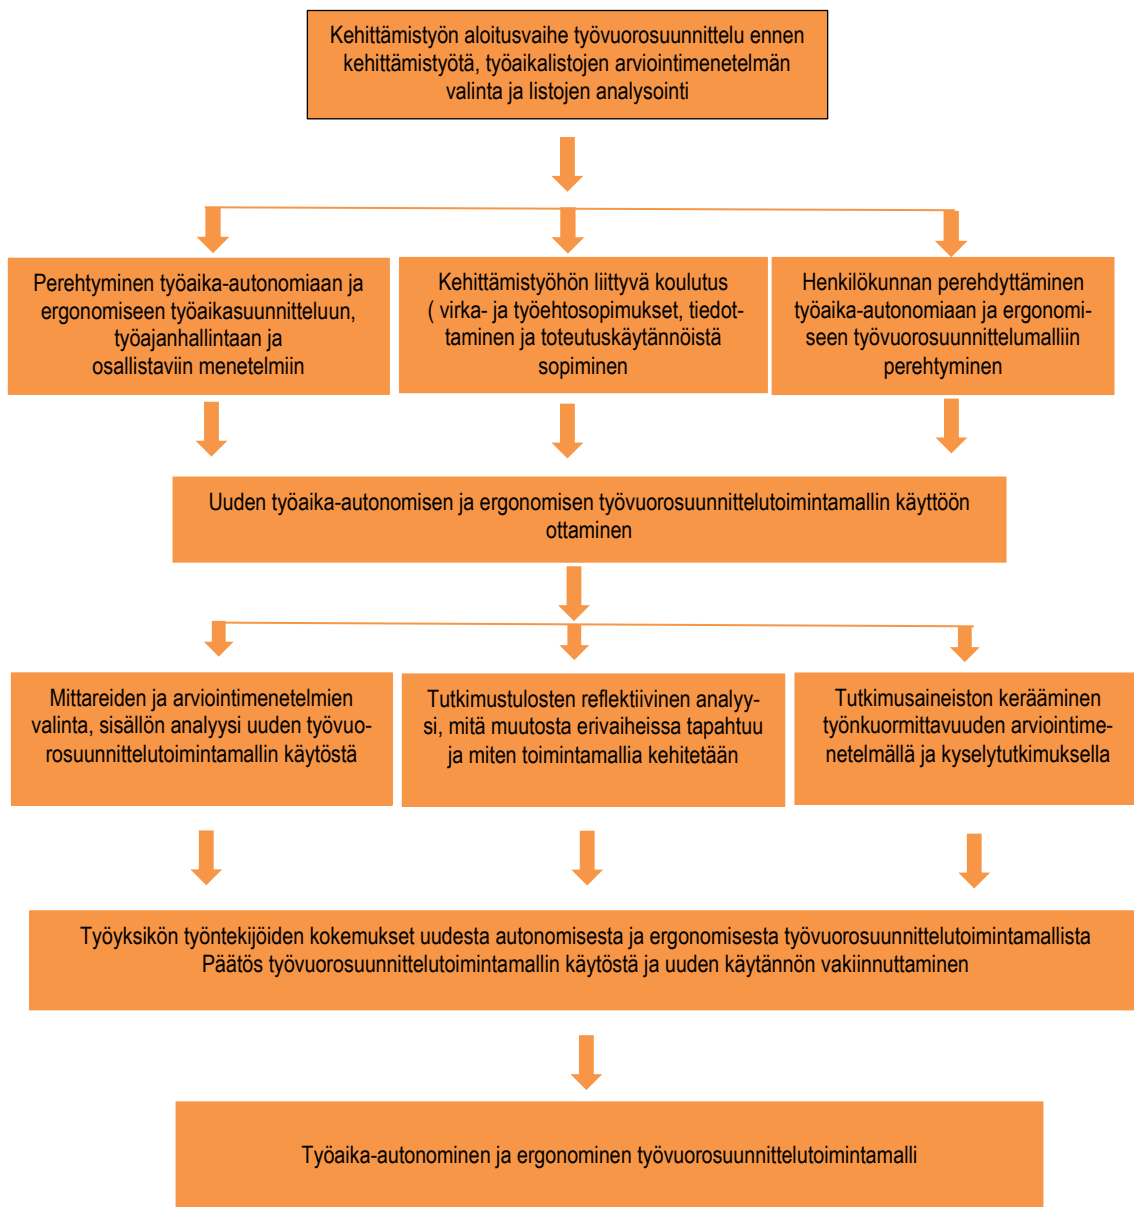 Kehittämistyön aloitusvaihe työvuorosuunnittelu ennen
kehittämistyötä, työaikalistojen arviointimenetelmän
valinta ja listojen analysointi
Perehtyminen työaika-autonomiaan ja
ergonomiseen työaikasuunnitteluun,
työajanhallintaan ja
osallistaviin menetelmiin
Kehittämistyöhön liittyvä koulutus
( virka- ja työehtosopimukset, tiedot-
taminen ja toteutuskäytännöistä
sopiminen
Henkilökunnan perehdyttäminen
työaika-autonomiaan ja ergonomi-
seen työvuorosuunnittelumalliin
perehtyminen
Uuden työaika-autonomisen ja ergonomisen työvuorosuunnittelutoimintamallin käyttöön
ottaminen
Mittareiden ja arviointimenetelmien
valinta, sisällön analyysi uuden työvuo-
rosuunnittelutoimintamallin käytöstä
Tutkimustulosten reflektiivinen analyy-
si, mitä muutosta erivaiheissa tapahtuu
ja miten toimintamallia kehitetään
Tutkimusaineiston kerääminen
työnkuormittavuuden arviointime-
netelmällä ja kyselytutkimuksella
Työyksikön työntekijöiden kokemukset uudesta autonomisesta ja ergonomisesta työvuorosuunnittelutoimintamallista
Päätös työvuorosuunnittelutoimintamallin käytöstä ja uuden käytännön vakiinnuttaminen
Työaika-autonominen ja ergonominen työvuorosuunnittelutoimintamalli